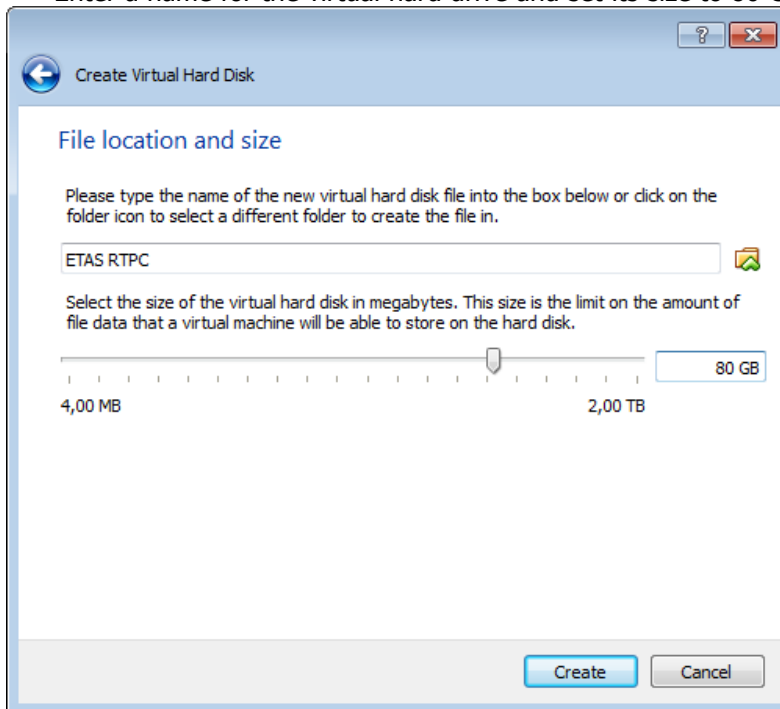 Create Virtual Hard Disk
File location and size
Please type the name of the new virtual hard disk file into the box below or click on the
folder icon to select a different folder to create the file in.
ETAS RTPC
Select the size of the virtual hard disk in megabytes. This size is the limit on the amount of
file data that a virtual machine will be able to store on the hard disk.
80 GB
4,00 MB 2,00 TB
Create Cancel